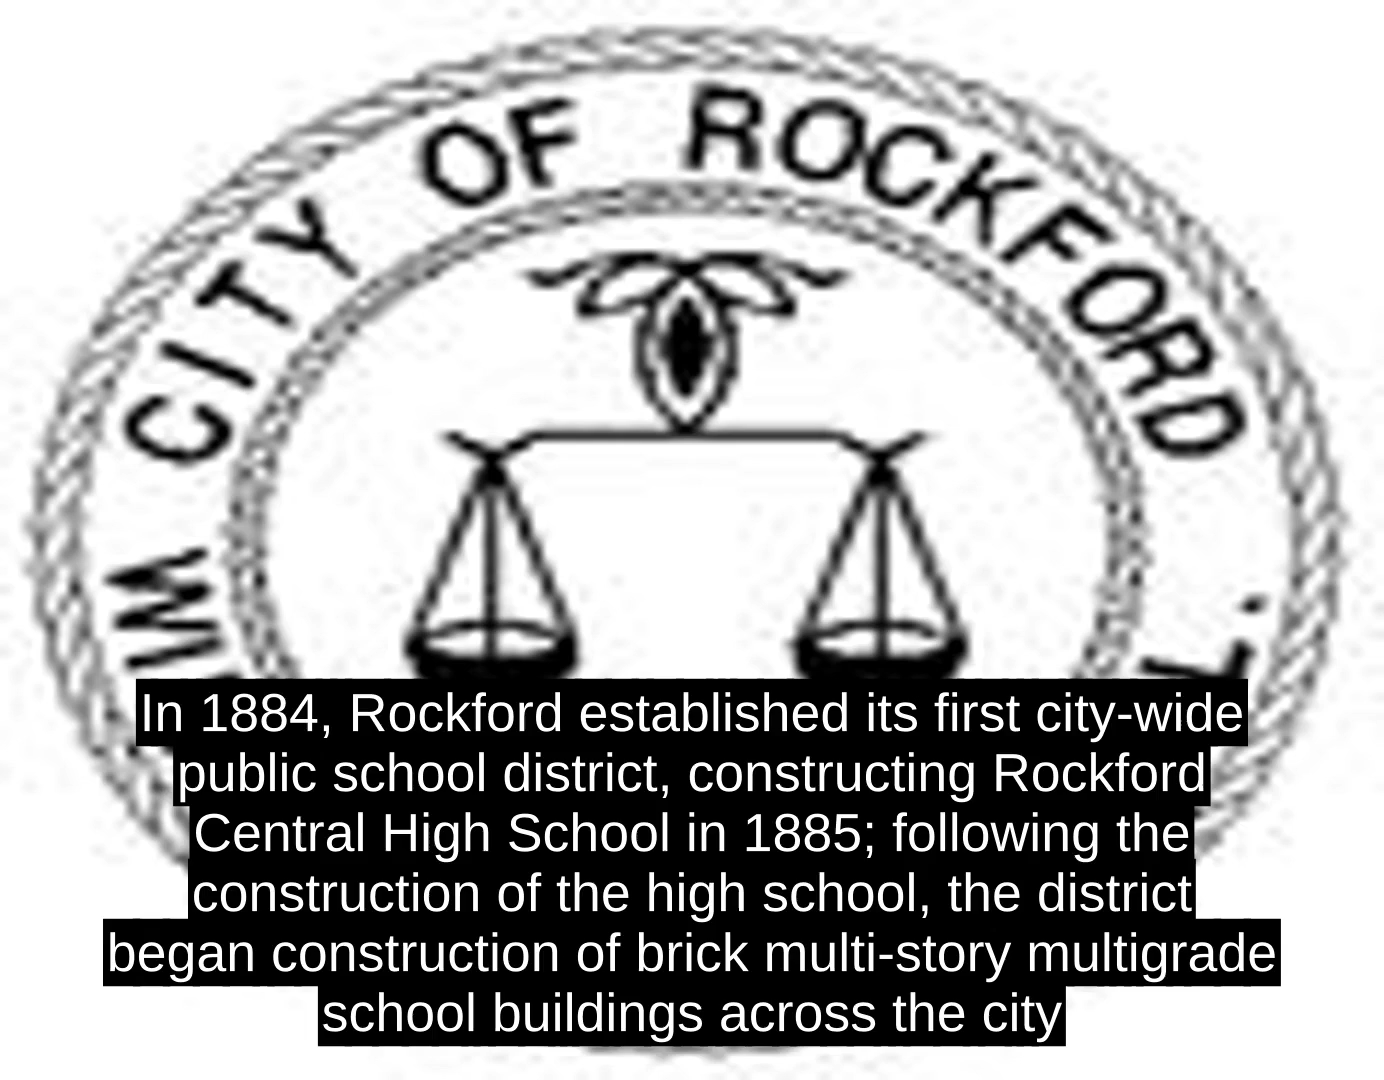 CITY OF ROCKFORD
In 1884, Rockford established its first city-wide
public school district, constructing Rockford
Central High School in 1885; following the
construction of the high school, the district
began construction of brick multi-story multigrade
school buildings across the city